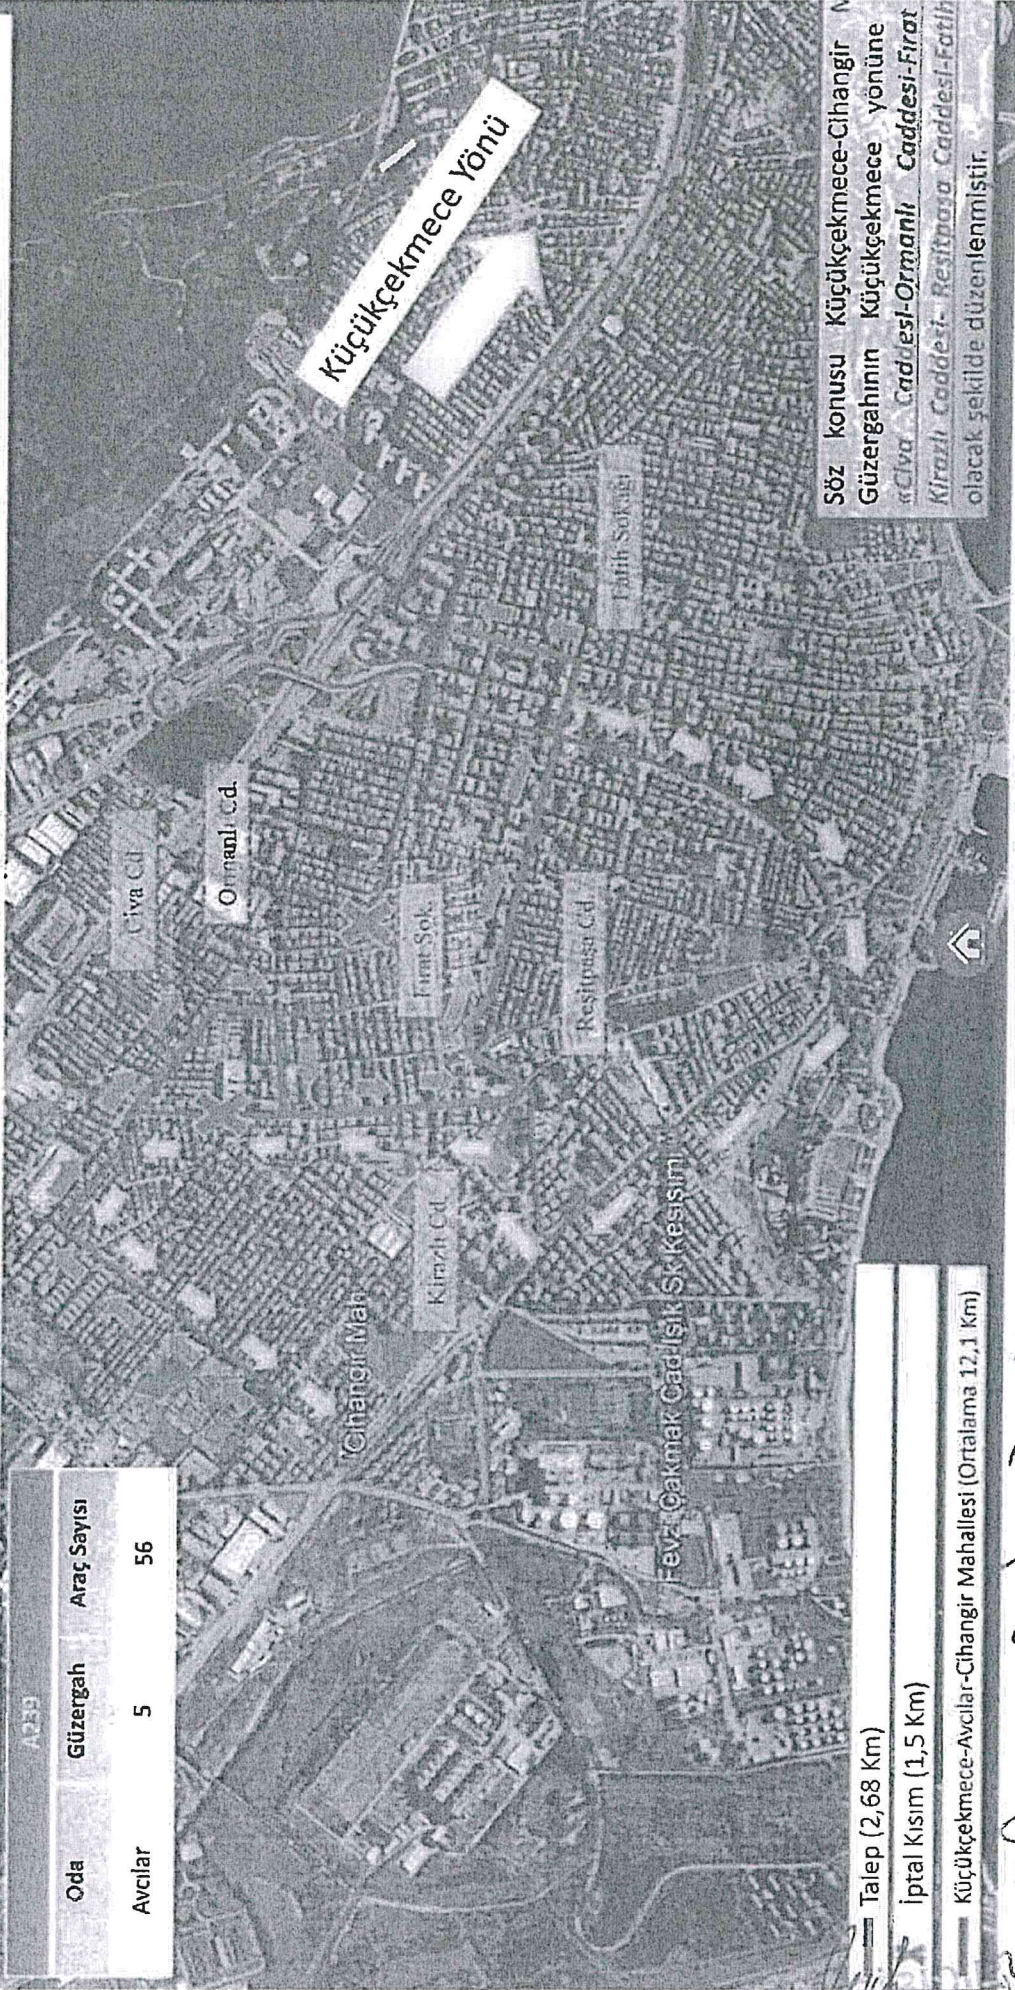 A239
Oda Güzergah Araç Sayısı
Avcılar 5 56
Küçükçekmece Yönü
Civa Cd.
Ormanlı Cd.
Fırat Sok.
Reşitpaşa Cd.
Fatih Sokak
Kirazlı Cd.
Cihangir Mah
Fevzi Çakmak Cad Işık Sk Kesişimi
Söz konusu Küçükçekmece-Cihangir
Güzergahının Küçükçekmece yönüne
«Civa Caddesi-Ormanlı Caddesi-Fırat
Kirazlı Caddesi- Reşitpaşa Caddesi-Fatih
olacak şekilde düzenlenmiştir.
Talep (2,68 Km)
İptal Kısım (1,5 Km)
Küçükçekmece-Avcılar-Cihangir Mahallesi (Ortalama 12,1 Km)